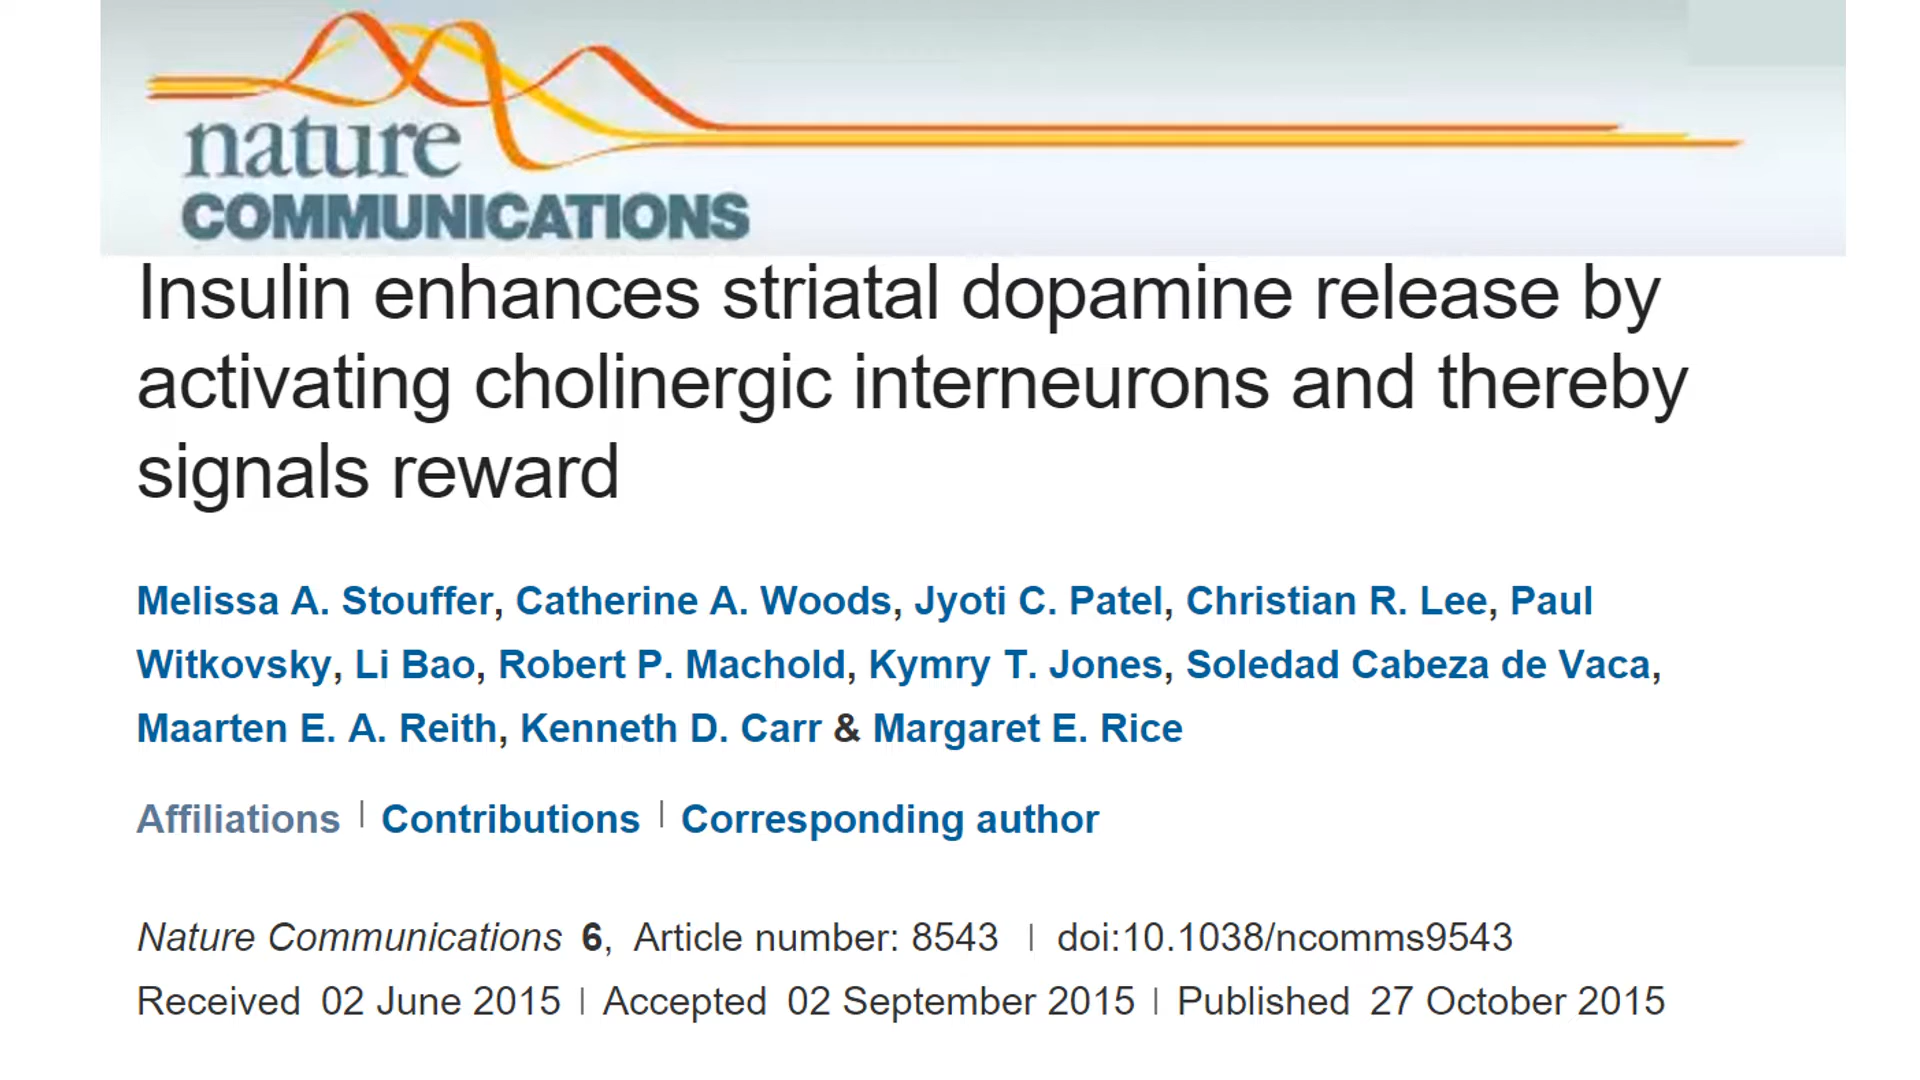 nature
COMMUNICATIONS
Insulin enhances striatal dopamine release by
activating cholinergic interneurons and thereby
signals reward
Melissa A. Stouffer, Catherine A. Woods, Jyoti C. Patel, Christian R. Lee, Paul
Witkovsky, Li Bao, Robert P. Machold, Kymry T. Jones, Soledad Cabeza de Vaca,
Maarten E. A. Reith, Kenneth D. Carr & Margaret E. Rice
Affiliations | Contributions | Corresponding author
Nature Communications 6, Article number: 8543 | doi:10.1038/ncomms9543
Received 02 June 2015 | Accepted 02 September 2015 | Published 27 October 2015